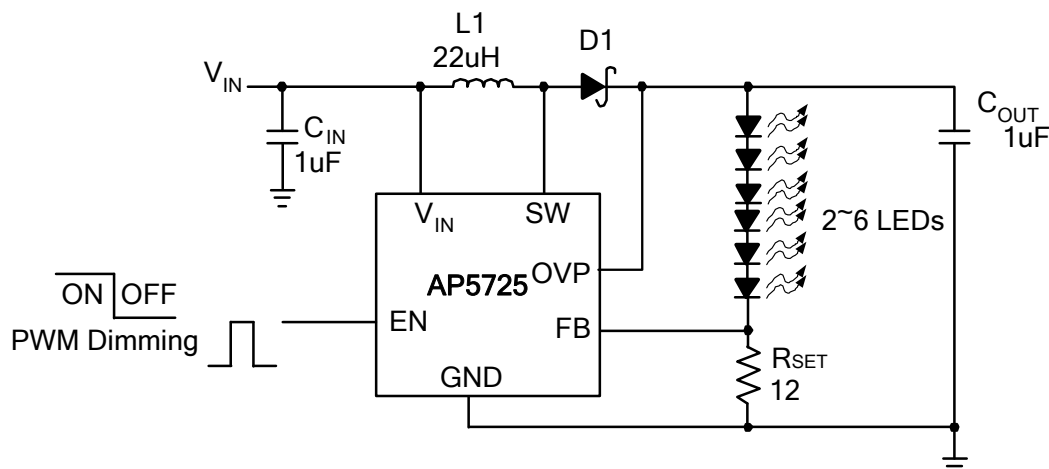 L1
22uH
D1
VIN
CIN
1uF
COUT
1uF
VIN
SW
2~6 LEDs
OVP
AP5725
ON OFF
EN
FB
PWM Dimming
RSET
12
GND